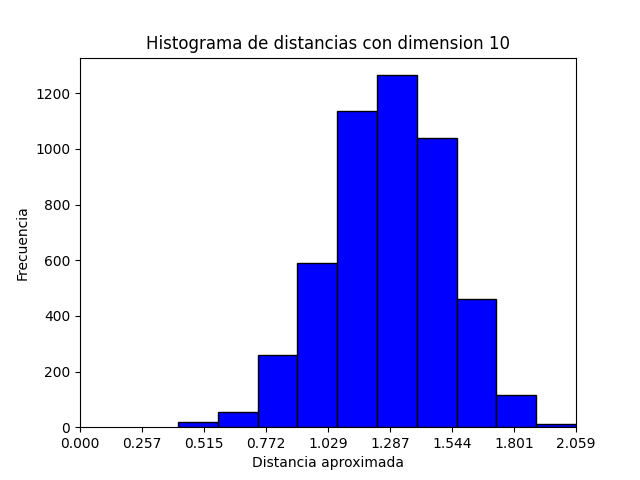 Histograma de distancias con dimension 10
1200
1000
800
600
400
200
0
Frecuencia
0.000 0.257 0.515 0.772 1.029 1.287 1.544 1.801 2.059
Distancia aproximada